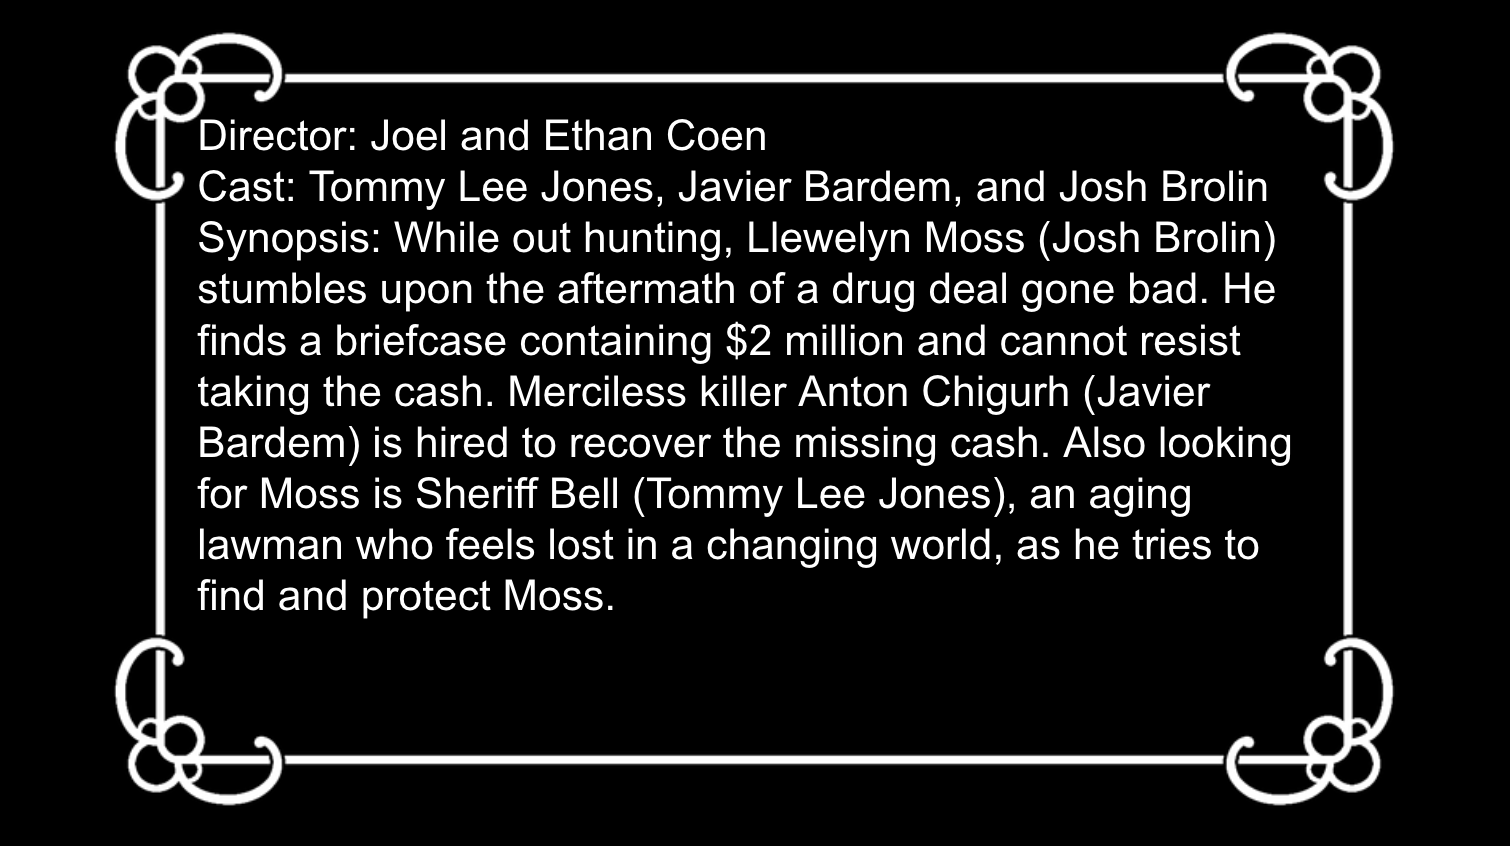 Director: Joel and Ethan Coen
Cast: Tommy Lee Jones, Javier Bardem, and Josh Brolin
Synopsis: While out hunting, Llewelyn Moss (Josh Brolin)
stumbles upon the aftermath of a drug deal gone bad. He
finds a briefcase containing $2 million and cannot resist
taking the cash. Merciless killer Anton Chigurh (Javier
Bardem) is hired to recover the missing cash. Also looking
for Moss is Sheriff Bell (Tommy Lee Jones), an aging
lawman who feels lost in a changing world, as he tries to
find and protect Moss.